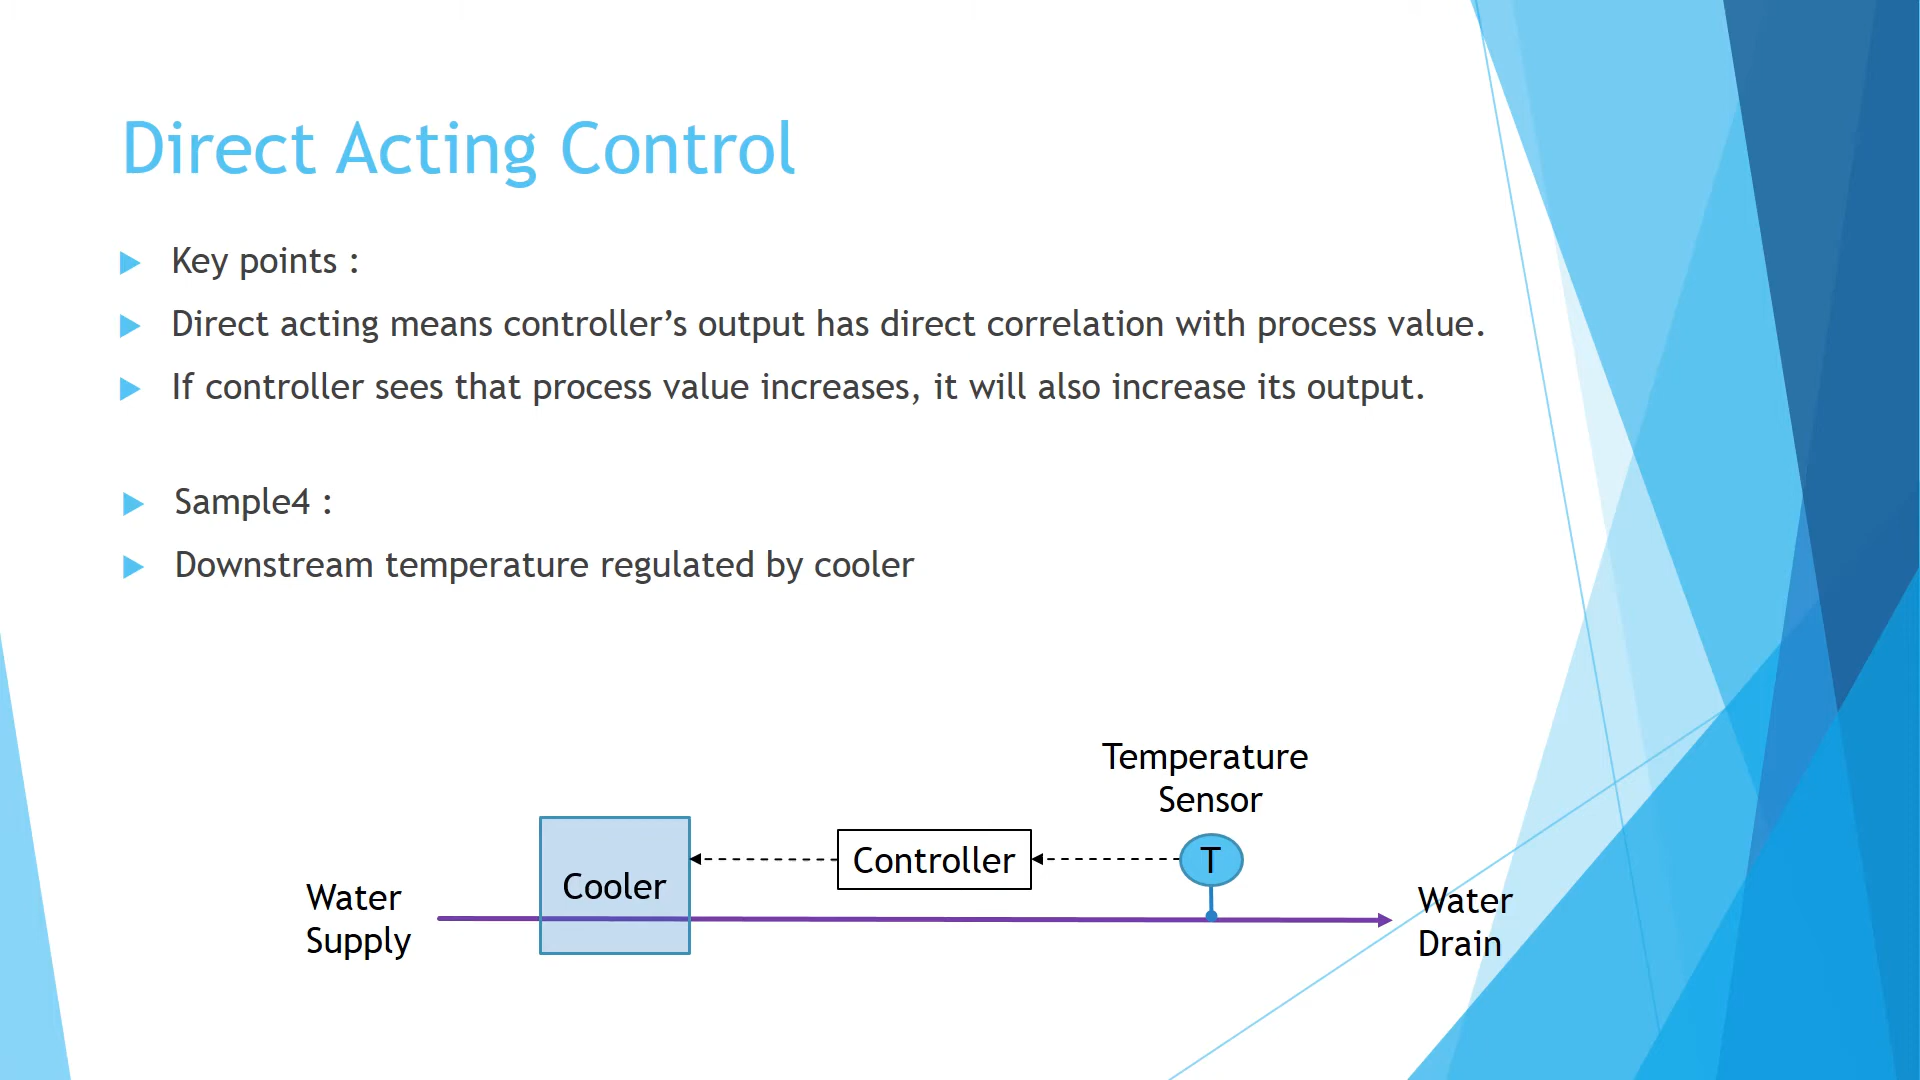 Direct Acting Control
Key points :
Direct acting means controller’s output has direct correlation with process value.
If controller sees that process value increases, it will also increase its output.
Sample4 :
Downstream temperature regulated by cooler
Temperature
Sensor
Cooler
Controller
T
Water
Supply
Water
Drain